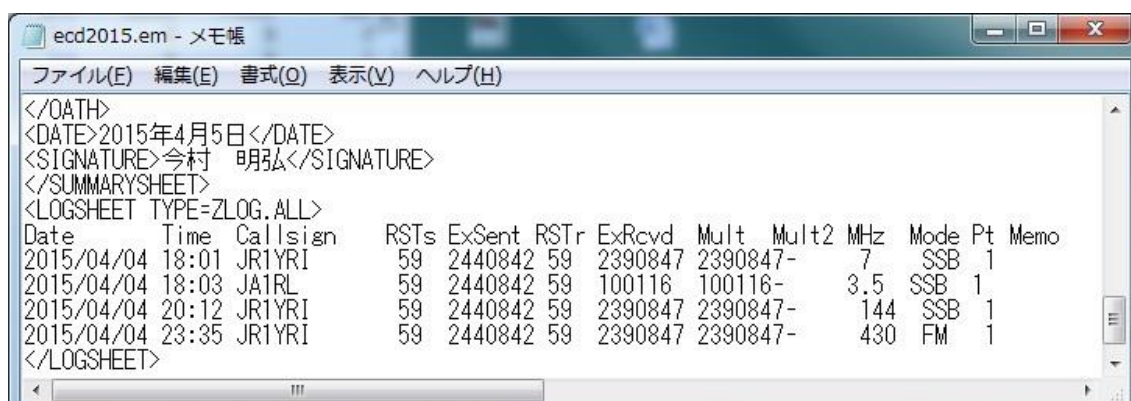 ecd2015.em - メモ帳
ファイル(F) 編集(E) 書式(O) 表示(V) ヘルプ(H)
</OATH>
<DATE>2015年4月5日</DATE>
<SIGNATURE>今村　明弘</SIGNATURE>
</SUMMARYSHEET>
<LOGSHEET TYPE=ZLOG.ALL>
Date Time Callsign RSTs ExSent RSTr ExRcvd Mult Mult2 MHz Mode Pt Memo
2015/04/04 18:01 JR1YRI 59 2440842 59 2390847 2390847- 7 SSB 1
2015/04/04 18:03 JA1RL 59 2440842 59 100116 100116- 3.5 SSB 1
2015/04/04 20:12 JR1YRI 59 2440842 59 2390847 2390847- 144 SSB 1
2015/04/04 23:35 JR1YRI 59 2440842 59 2390847 2390847- 430 FM 1
</LOGSHEET>